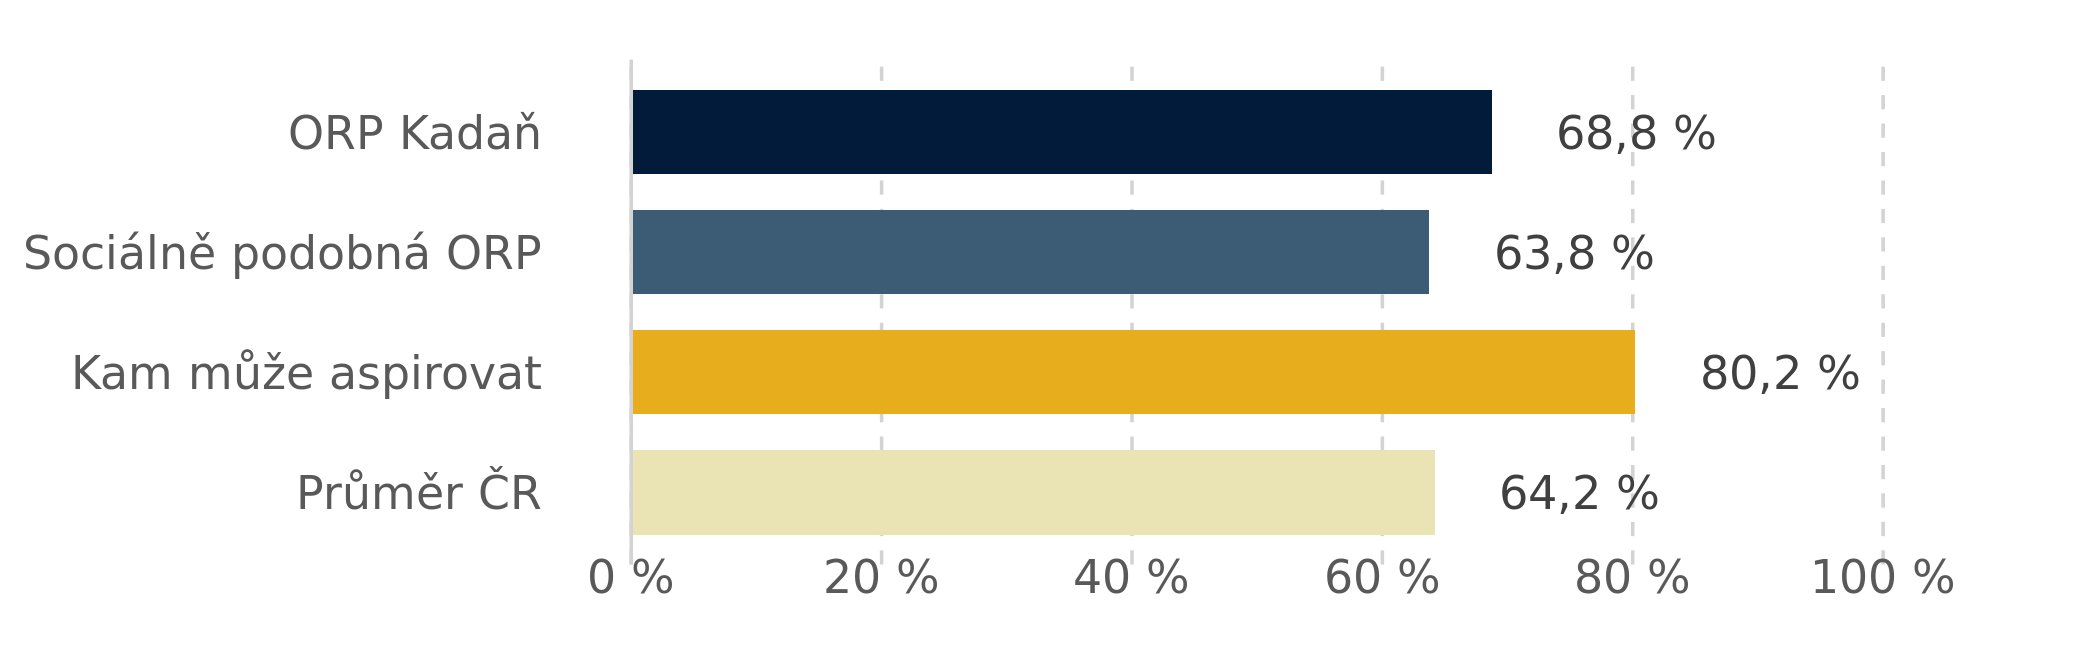 ORP Kadaň 68,8 %
Sociálně podobná ORP 63,8 %
Kam může aspirovat 80,2 %
Průměr ČR 64,2 %
0 % 20 % 40 % 60 % 80 % 100 %